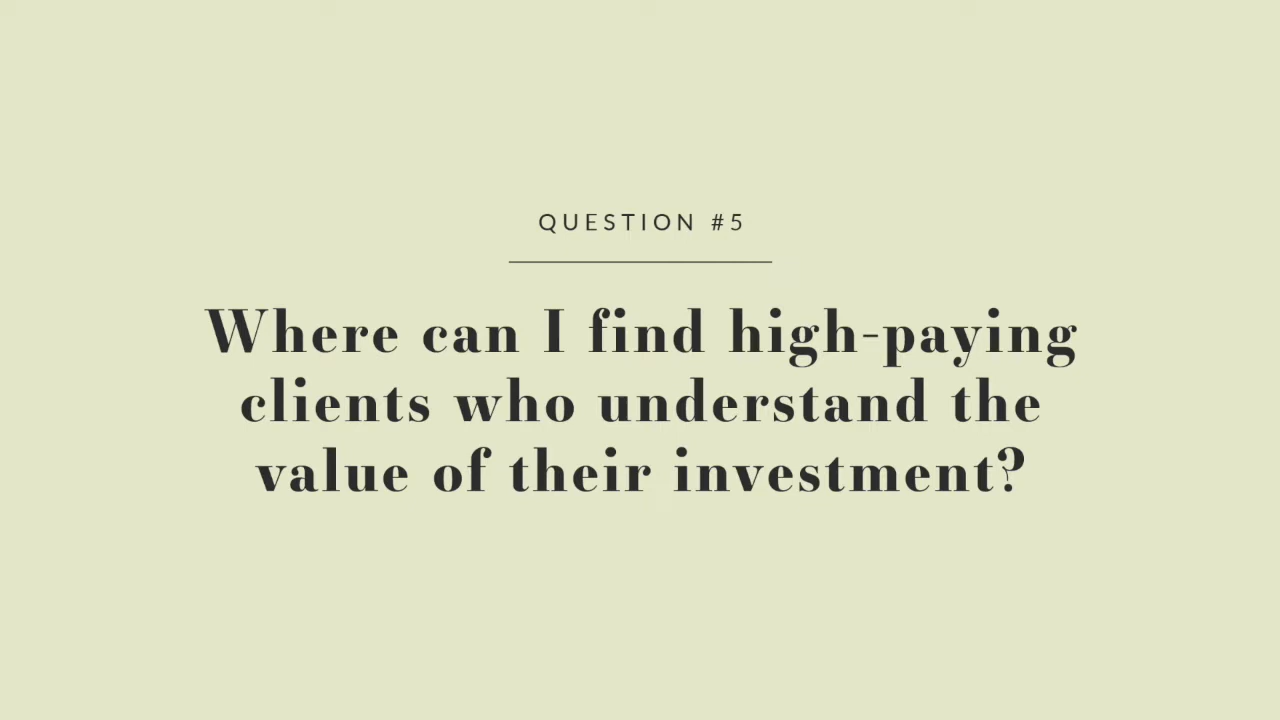 QUESTION #5
Where can I find high-paying
clients who understand the
value of their investment?